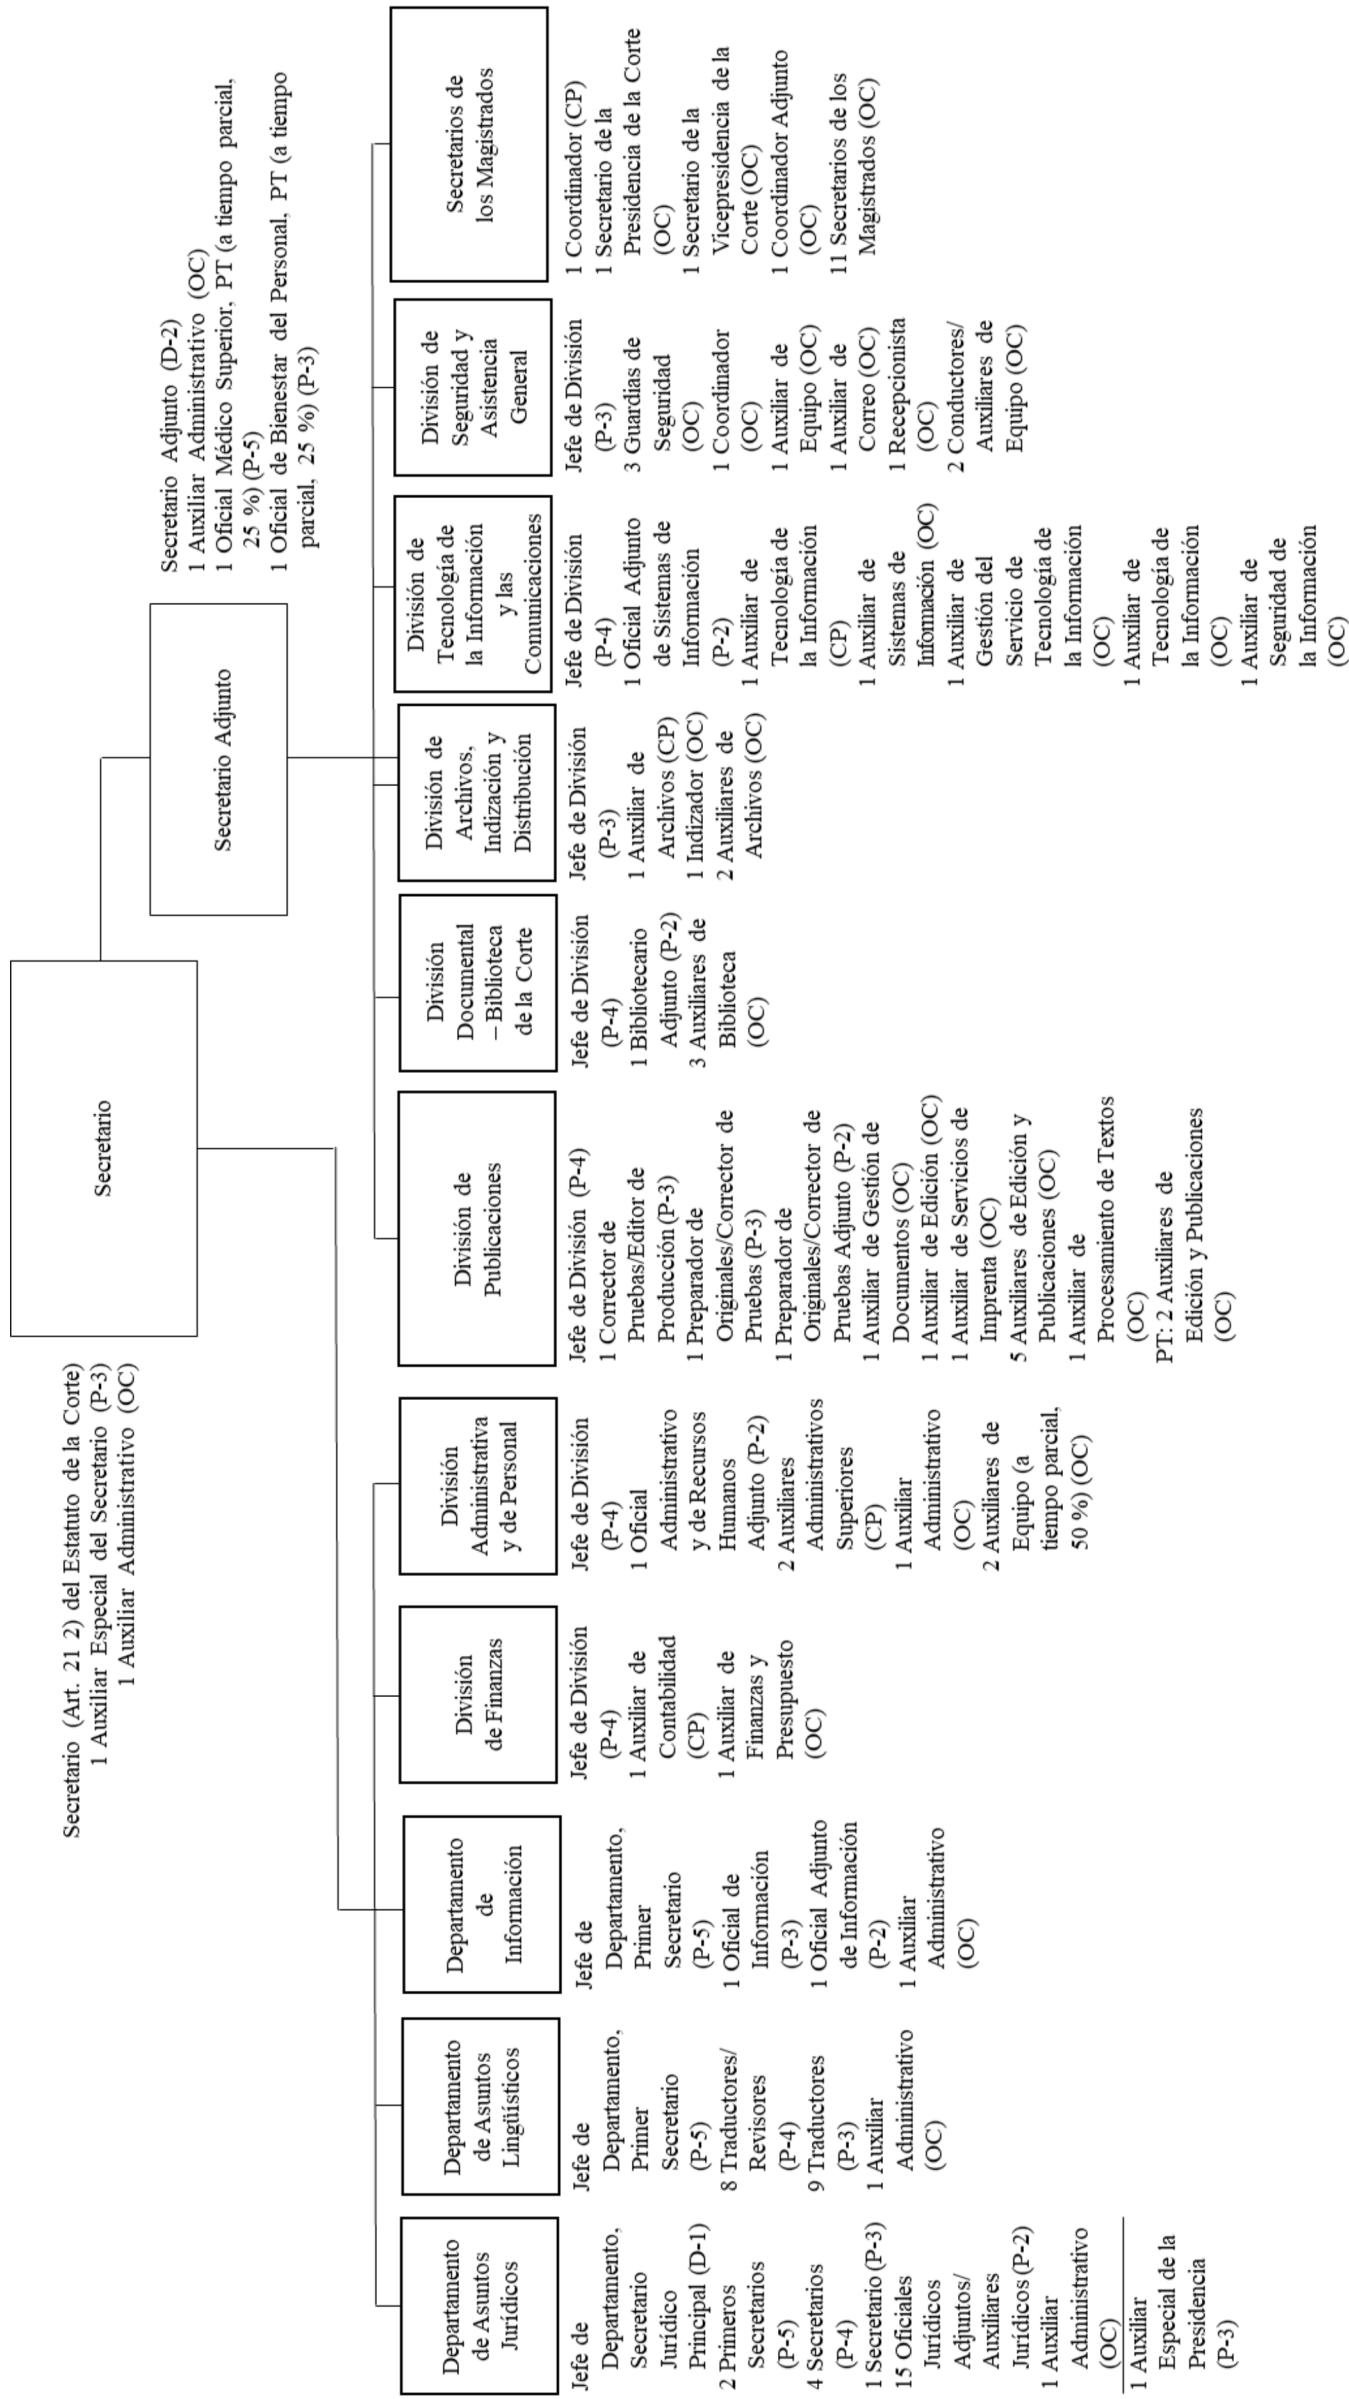 Secretario (Art. 21 2) del Estatuto de la Corte)
1 Auxiliar Especial del Secretario (P-3)
1 Auxiliar Administrativo (OC)
Secretario
Secretario Adjunto
Secretario Adjunto (D-2)
1 Auxiliar Administrativo (OC)
1 Oficial Médico Superior, PT (a tiempo parcial,
25 %) (P-5)
1 Oficial de Bienestar del Personal, PT (a tiempo
parcial, 25 %) (P-3)
Departamento
de Asuntos
Jurídicos
Jefe de
Departamento,
Secretario
Jurídico
Principal (D-1)
2 Primeros
Secretarios
(P-5)
4 Secretarios
(P-4)
1 Secretario (P-3)
15 Oficiales
Jurídicos
Adjuntos/
Auxiliares
Jurídicos (P-2)
1 Auxiliar
Administrativo
(OC)
1 Auxiliar
Especial de la
Presidencia
(P-3)
Departamento
de Asuntos
Lingüísticos
Jefe de
Departamento,
Primer
Secretario
(P-5)
8 Traductores/
Revisores
(P-4)
9 Traductores
(P-3)
1 Auxiliar
Administrativo
(OC)
Departamento
de
Información
Jefe de
Departamento,
Primer
Secretario
(P-5)
1 Oficial de
Información
(P-3)
1 Oficial Adjunto
de Información
(P-2)
1 Auxiliar
Administrativo
(OC)
División
de Finanzas
Jefe de División
(P-4)
1 Auxiliar de
Contabilidad
(CP)
1 Auxiliar de
Finanzas y
Presupuesto
(OC)
División
Administrativa
y de Personal
Jefe de División
(P-4)
1 Oficial
Administrativo
y de Recursos
Humanos
Adjunto (P-2)
2 Auxiliares
Administrativos
Superiores
(CP)
1 Auxiliar
Administrativo
(OC)
2 Auxiliares de
Equipo (a
tiempo parcial,
50 %) (OC)
División de
Publicaciones
Jefe de División (P-4)
1 Corrector de
Pruebas/Editor de
Producción (P-3)
1 Preparador de
Originales/Corrector de
Pruebas (P-3)
1 Preparador de
Originales/Corrector de
Pruebas Adjunto (P-2)
1 Auxiliar de Gestión de
Documentos (OC)
1 Auxiliar de Edición (OC)
1 Auxiliar de Servicios de
Imprenta (OC)
5 Auxiliares de Edición y
Publicaciones (OC)
1 Auxiliar de
Procesamiento de Textos
(OC)
PT: 2 Auxiliares de
Edición y Publicaciones
(OC)
División
Documental
– Biblioteca
de la Corte
Jefe de División
(P-4)
1 Bibliotecario
Adjunto (P-2)
3 Auxiliares de
Biblioteca
(OC)
División de
Archivos,
Indización y
Distribución
Jefe de División
(P-3)
1 Auxiliar de
Archivos (CP)
1 Indizador (OC)
2 Auxiliares de
Archivos (OC)
División de
Tecnología de
la Información
y las
Comunicaciones
Jefe de División
(P-4)
1 Oficial Adjunto
de Sistemas de
Información
(P-2)
1 Auxiliar de
Tecnología de
la Información
(CP)
1 Auxiliar de
Sistemas de
Información (OC)
1 Auxiliar de
Gestión del
Servicio de
Tecnología de
la Información
(OC)
1 Auxiliar de
Tecnología de
la Información
(OC)
1 Auxiliar de
Seguridad de
la Información
(OC)
División de
Seguridad y
Asistencia
General
Jefe de División
(P-3)
3 Guardias de
Seguridad
(OC)
1 Coordinador
(OC)
1 Auxiliar de
Equipo (OC)
1 Auxiliar de
Correo (OC)
1 Recepcionista
(OC)
2 Conductores/
Auxiliares de
Equipo (OC)
Secretarios de
los Magistrados
1 Coordinador (CP)
1 Secretario de la
Presidencia de la Corte
(OC)
1 Secretario de la
Vicepresidencia de la
Corte (OC)
1 Coordinador Adjunto
(OC)
11 Secretarios de los
Magistrados (OC)